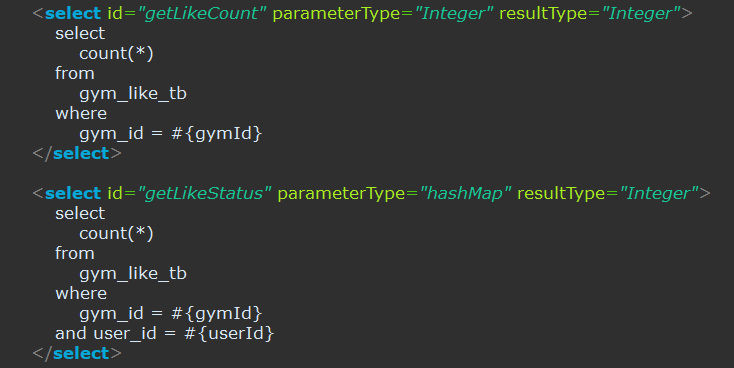 <select id="getLikeCount" parameterType="Integer" resultType="Integer">
select
count(*)
from
gym_like_tb
where
gym_id = #{gymId}
</select>
<select id="getLikeStatus" parameterType="hashMap" resultType="Integer">
select
count(*)
from
gym_like_tb
where
gym_id = #{gymId}
and user_id = #{userId}
</select>